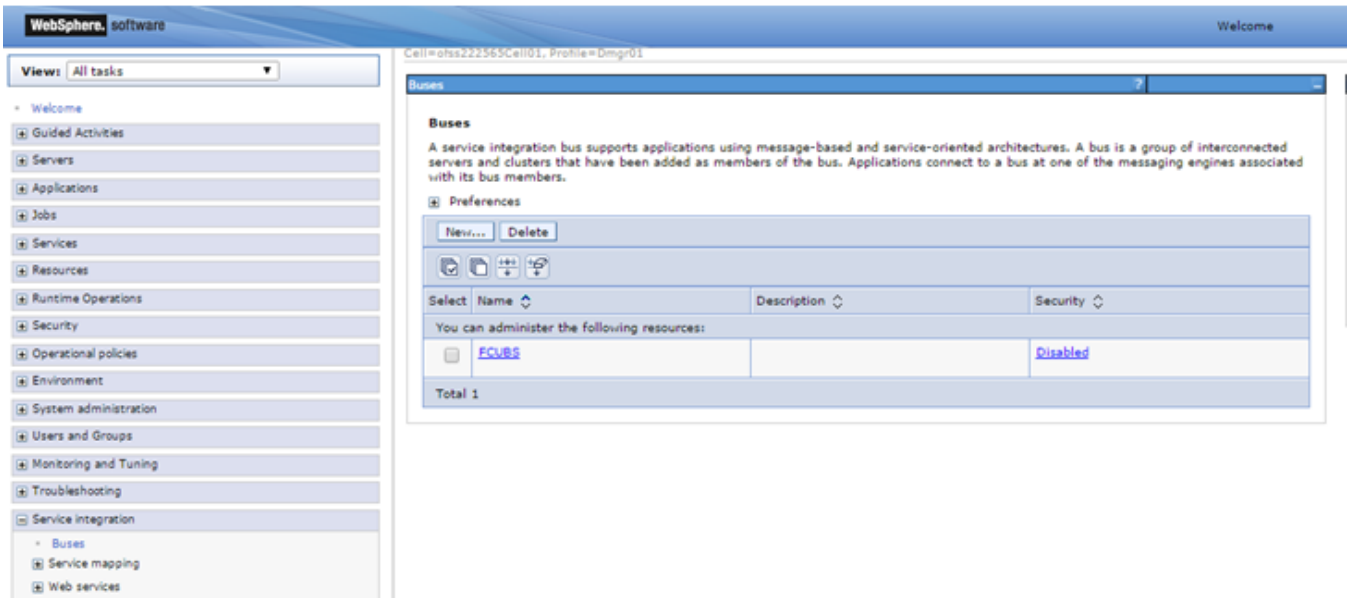 WebSphere. software
Welcome
View: All tasks
Cell=ofss222565Cell01, Profile=Dmgr01
Welcome
Guided Activities
Servers
Applications
Jobs
Services
Resources
Runtime Operations
Security
Operational policies
Environment
System administration
Users and Groups
Monitoring and Tuning
Troubleshooting
Service integration
Buses
Service mapping
Web services
Buses
?
Buses
A service integration bus supports applications using message-based and service-oriented architectures. A bus is a group of interconnected
servers and clusters that have been added as members of the bus. Applications connect to a bus at one of the messaging engines associated
with its bus members.
Preferences
New... Delete
Select Name Description Security
You can administer the following resources:
FCUBS Disabled
Total 1